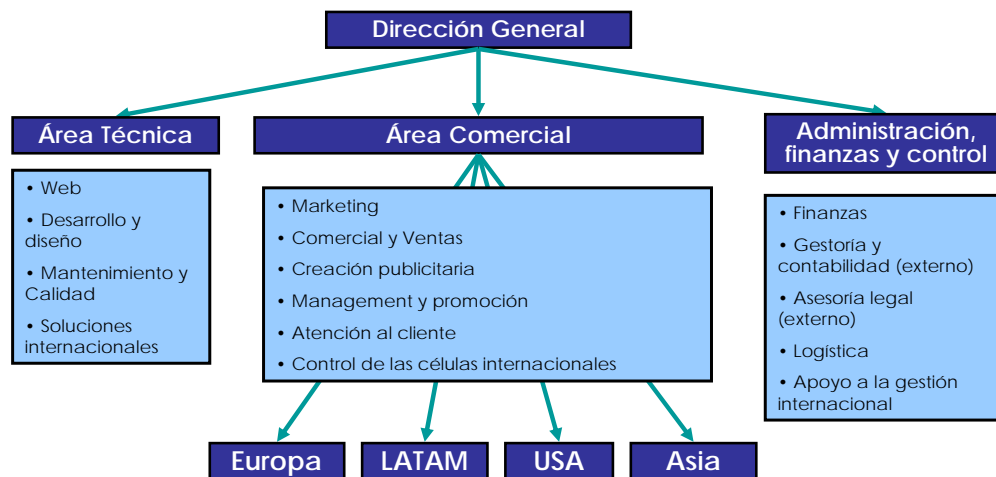 Dirección General
Área Técnica
• Web
• Desarrollo y
diseño
• Mantenimiento y
Calidad
• Soluciones
internacionales
Área Comercial
• Marketing
• Comercial y Ventas
• Creación publicitaria
• Management y promoción
• Atención al cliente
• Control de las células internacionales
Administración,
finanzas y control
• Finanzas
• Gestoría y
contabilidad (externo)
• Asesoría legal
(externo)
• Logística
• Apoyo a la gestión
internacional
Europa
LATAM
USA
Asia